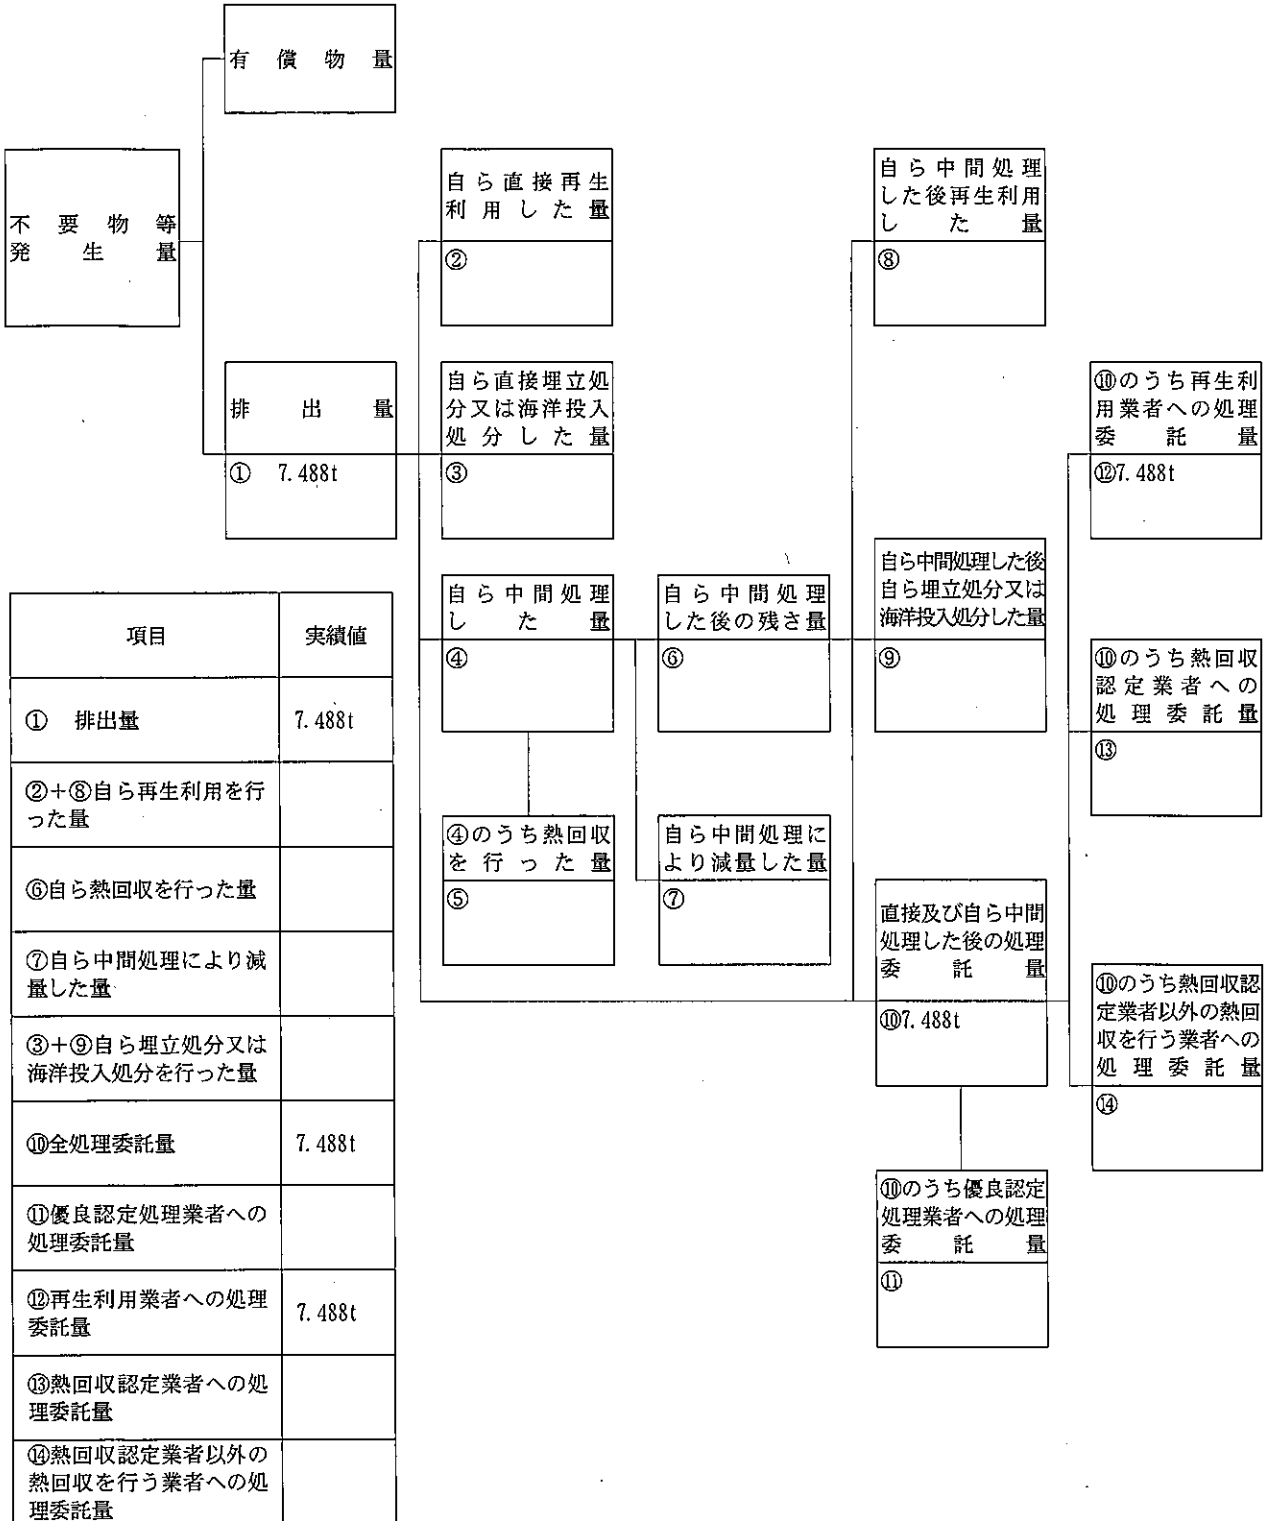 有償物量
不要物等
発生量
排出量
① 7.488t
自ら直接再生
利用した量
②
自ら直接埋立処
分又は海洋投入
処分した量
③
自ら中間処理
した量
④
④のうち熱回収
を行った量
⑤
自ら中間処理
した後の残さ量
⑥
自ら中間処理に
より減量した量
⑦
自ら中間処理
した後再生利用
した量
⑧
自ら中間処理した後
自ら埋立処分又は
海洋投入処分した量
⑨
直接及び自ら中間
処理した後の処理
委託量
⑩7.488t
⑩のうち優良認定
処理業者への処理
委託量
⑪
⑩のうち再生利
用業者への処理
委託量
⑫7.488t
⑩のうち熱回収
認定業者への
処理委託量
⑬
⑩のうち熱回収認
定業者以外の熱回
収を行う業者への
処理委託量
⑭
項目 実績値
① 排出量 7.488t
②+⑧自ら再生利用を行
った量
⑥自ら熱回収を行った量
⑦自ら中間処理により減
量した量
③+⑨自ら埋立処分又は
海洋投入処分を行った量
⑩全処理委託量 7.488t
⑪優良認定処理業者への
処理委託量
⑫再生利用業者への処理
委託量 7.488t
⑬熱回収認定業者への処
理委託量
⑭熱回収認定業者以外の
熱回収を行う業者への処
理委託量